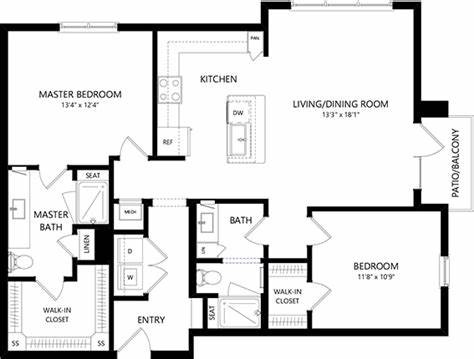 PAN.
KITCHEN
MASTER BEDROOM
13'4" x 12'4"
LIVING/DINING ROOM
13'3" x 18'1"
DW
REF
PATIO/BALCONY
SEAT
MASTER
BATH
MECH
BATH
LINEN
D
W
LIN
BEDROOM
11'8" x 10'9"
WALK-IN
CLOSET
WALK-IN
CLOSET
ENTRY
SEAT
SS
SS